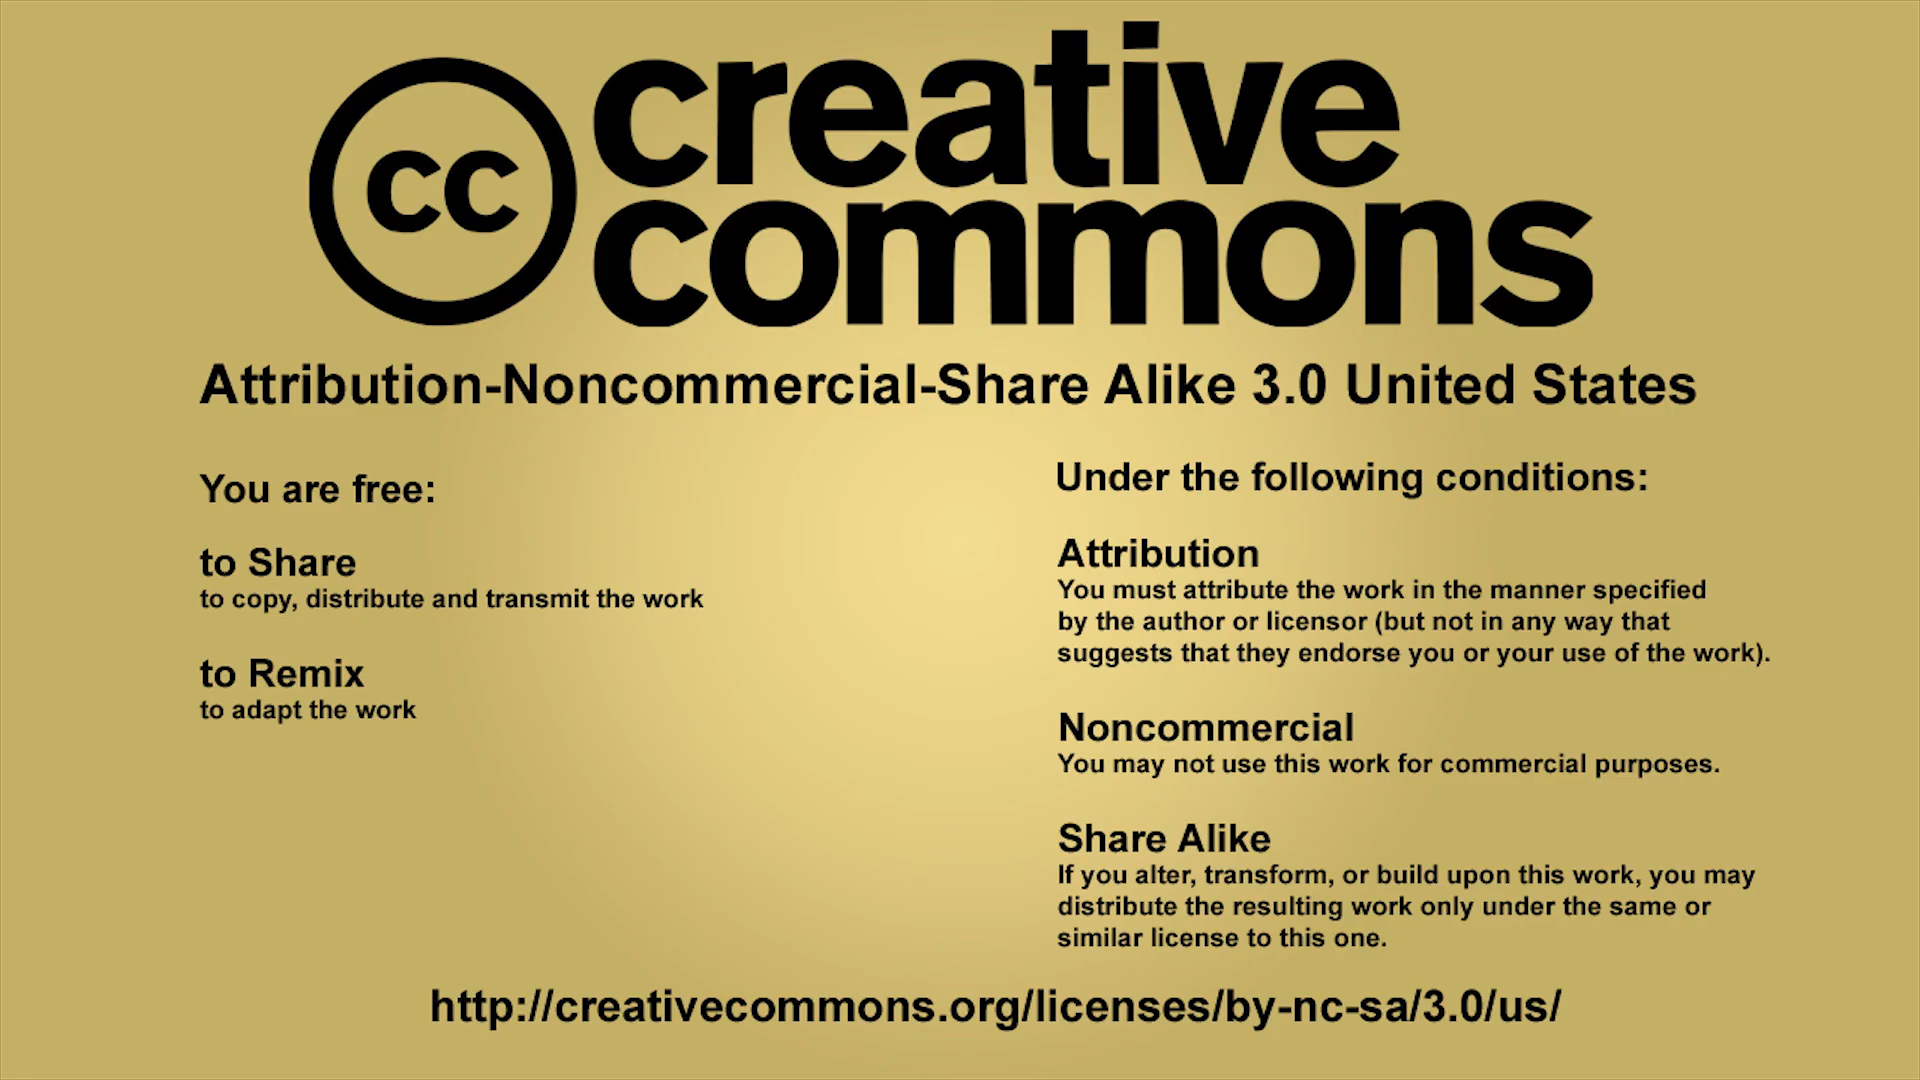 cc
creative
commons
Attribution-Noncommercial-Share Alike 3.0 United States
You are free:
to Share
to copy, distribute and transmit the work
to Remix
to adapt the work
Under the following conditions:
Attribution
You must attribute the work in the manner specified
by the author or licensor (but not in any way that
suggests that they endorse you or your use of the work).
Noncommercial
You may not use this work for commercial purposes.
Share Alike
If you alter, transform, or build upon this work, you may
distribute the resulting work only under the same or
similar license to this one.
http://creativecommons.org/licenses/by-nc-sa/3.0/us/